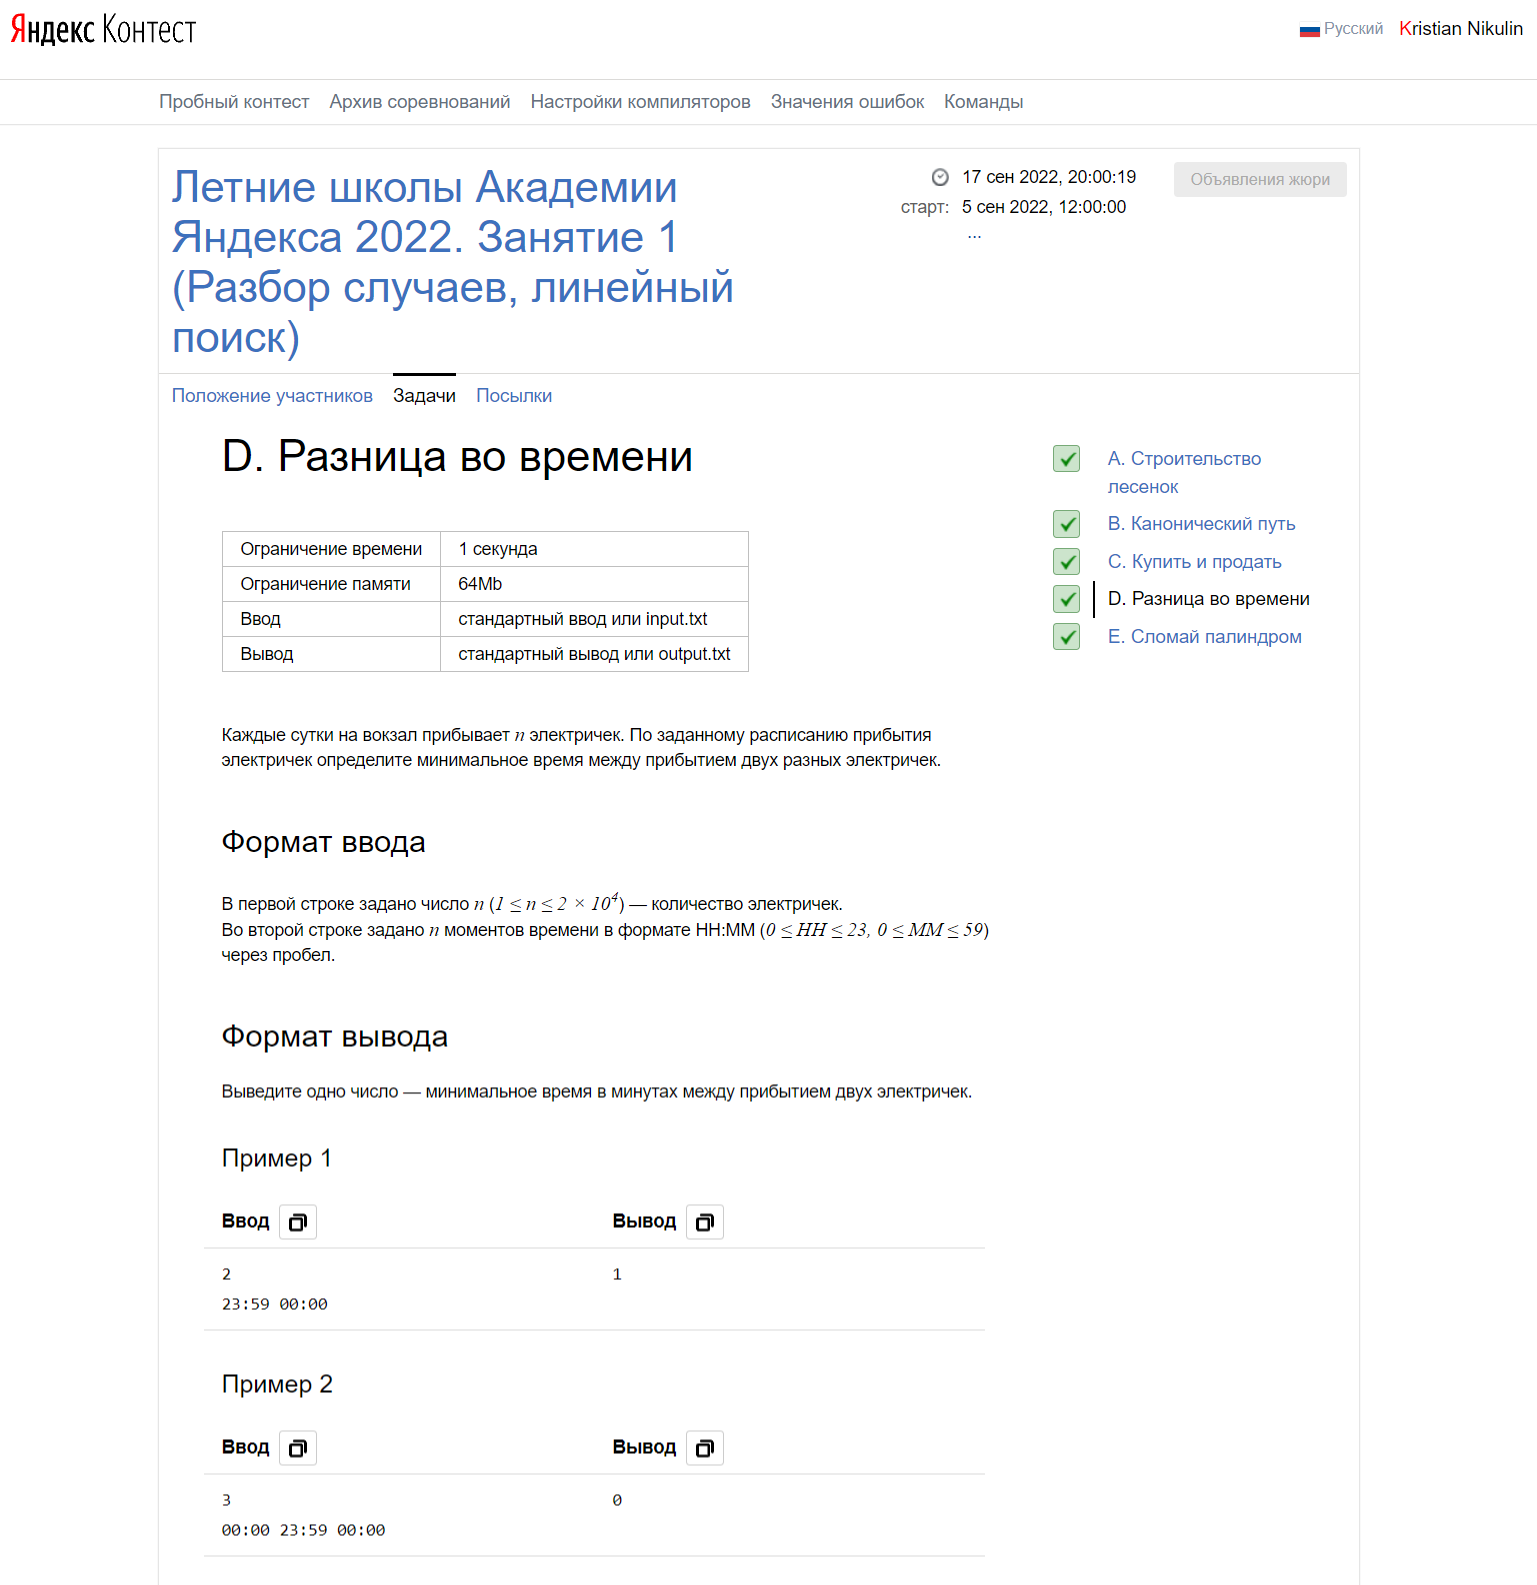 Яндекс Контест
Русский Kristian Nikulin
Пробный контест Архив соревнований Настройки компиляторов Значения ошибок Команды
Летние школы Академии
Яндекса 2022. Занятие 1
(Разбор случаев, линейный
поиск)
17 сен 2022, 20:00:19
старт: 5 сен 2022, 12:00:00
...
Объявления жюри
Положение участников Задачи Посылки
D. Разница во времени
Ограничение времени 1 секунда
Ограничение памяти 64Mb
Ввод стандартный ввод или input.txt
Вывод стандартный вывод или output.txt
Каждые сутки на вокзал прибывает n электричек. По заданному расписанию прибытия
электричек определите минимальное время между прибытием двух разных электричек.
Формат ввода
В первой строке задано число n (1 ≤ n ≤ 2 × 10^4) — количество электричек.
Во второй строке задано n моментов времени в формате HH:MM (0 ≤ HH ≤ 23, 0 ≤ MM ≤ 59)
через пробел.
Формат вывода
Выведите одно число — минимальное время в минутах между прибытием двух электричек.
Пример 1
Ввод Вывод
2 1
23:59 00:00
Пример 2
Ввод Вывод
3 0
00:00 23:59 00:00
A. Строительство
лесенок
B. Канонический путь
C. Купить и продать
D. Разница во времени
E. Сломай палиндром